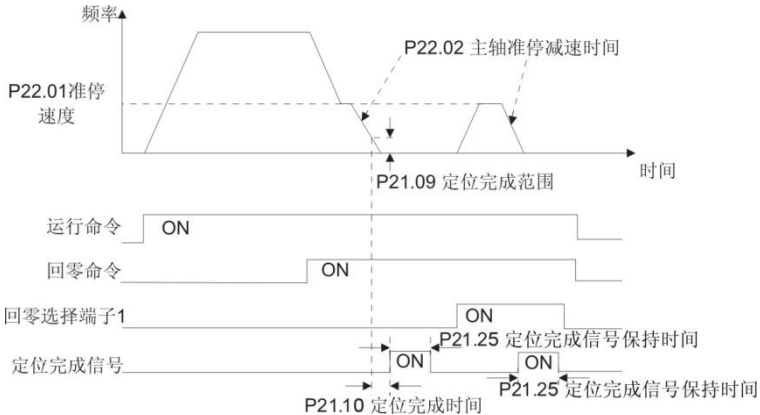 频率
P22.02 主轴准停减速时间
P22.01准停
速度
时间
P21.09 定位完成范围
运行命令
ON
回零命令
ON
回零选择端子1
ON
P21.25 定位完成信号保持时间
定位完成信号
ON
ON
P21.25 定位完成信号保持时间
P21.10 定位完成时间